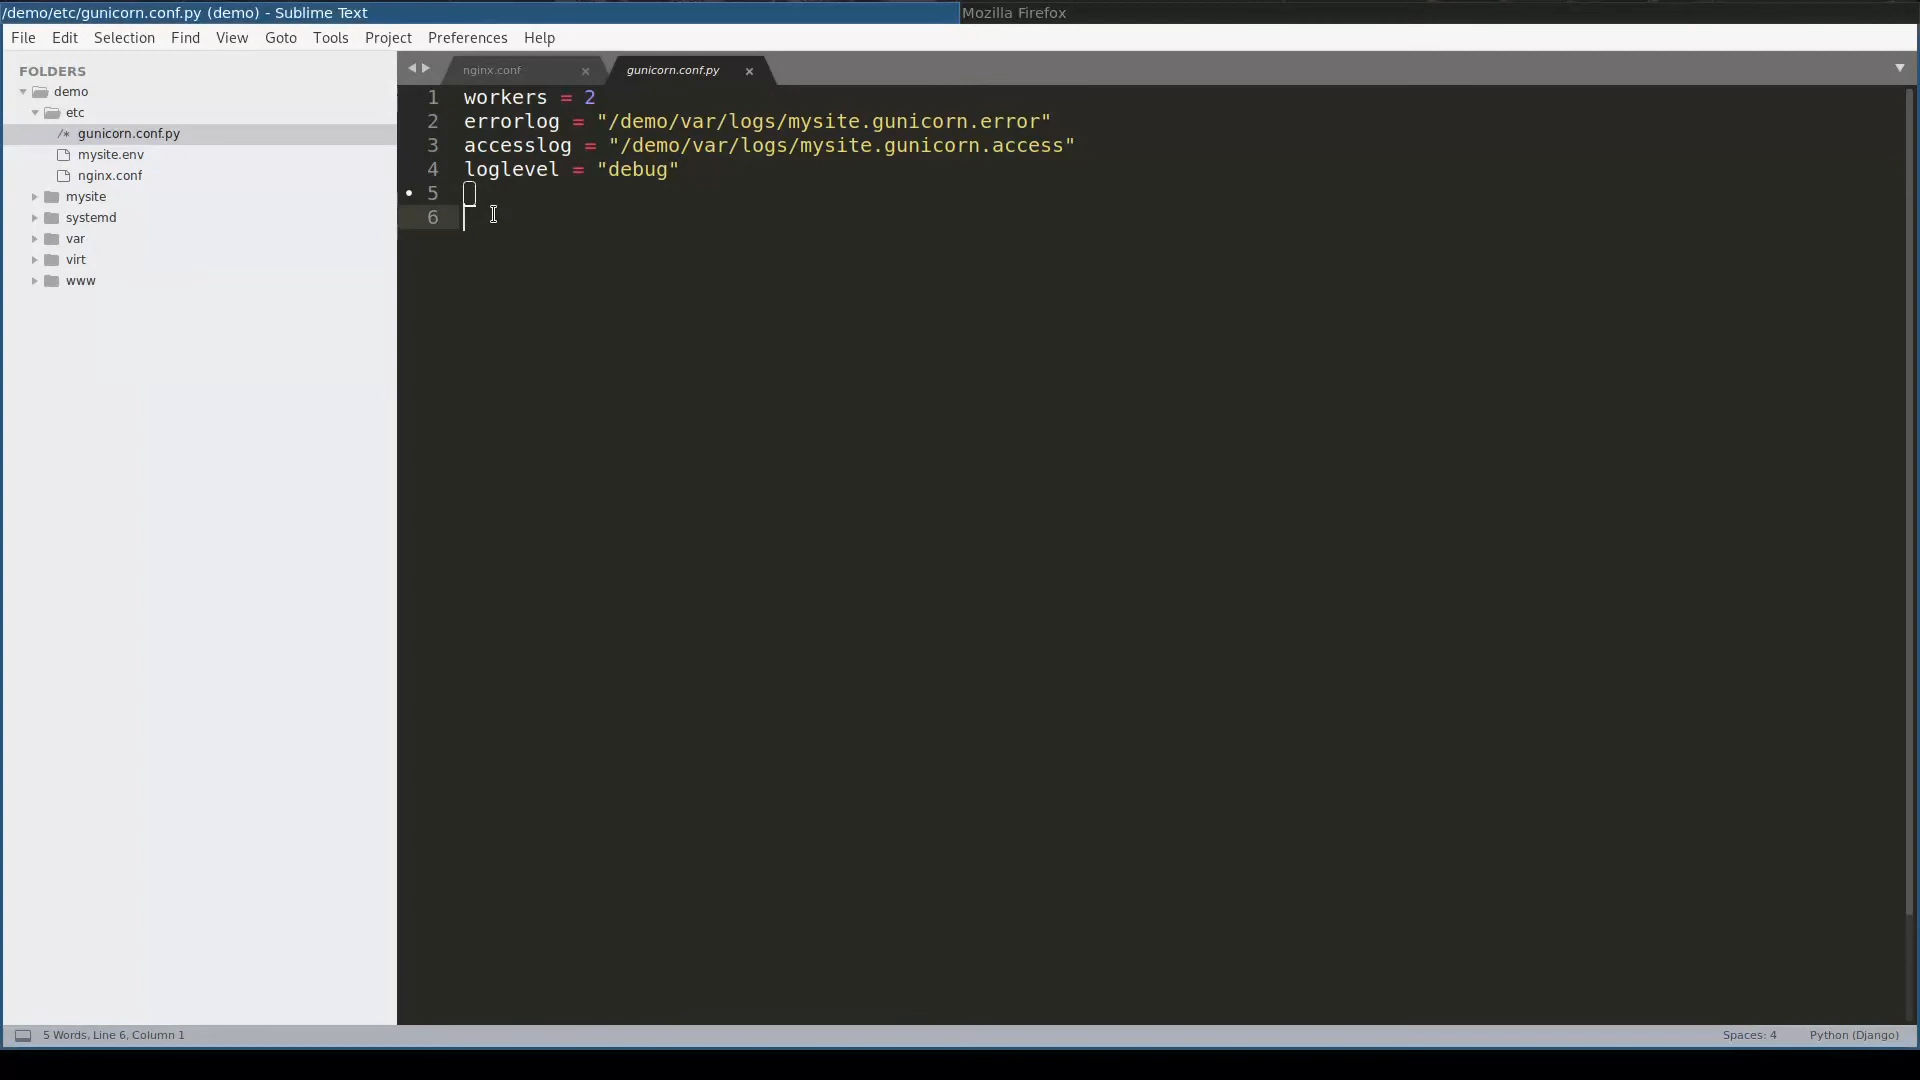 /demo/etc/gunicorn.conf.py (demo) - Sublime Text
Mozilla Firefox
File Edit Selection Find View Goto Tools Project Preferences Help
FOLDERS
demo
etc
/* gunicorn.conf.py
mysite.env
nginx.conf
mysite
systemd
var
virt
www
nginx.conf × gunicorn.conf.py ×
1 workers = 2
2 errorlog = "/demo/var/logs/mysite.gunicorn.error"
3 accesslog = "/demo/var/logs/mysite.gunicorn.access"
4 loglevel = "debug"
5
6
5 Words, Line 6, Column 1
Spaces: 4
Python (Django)